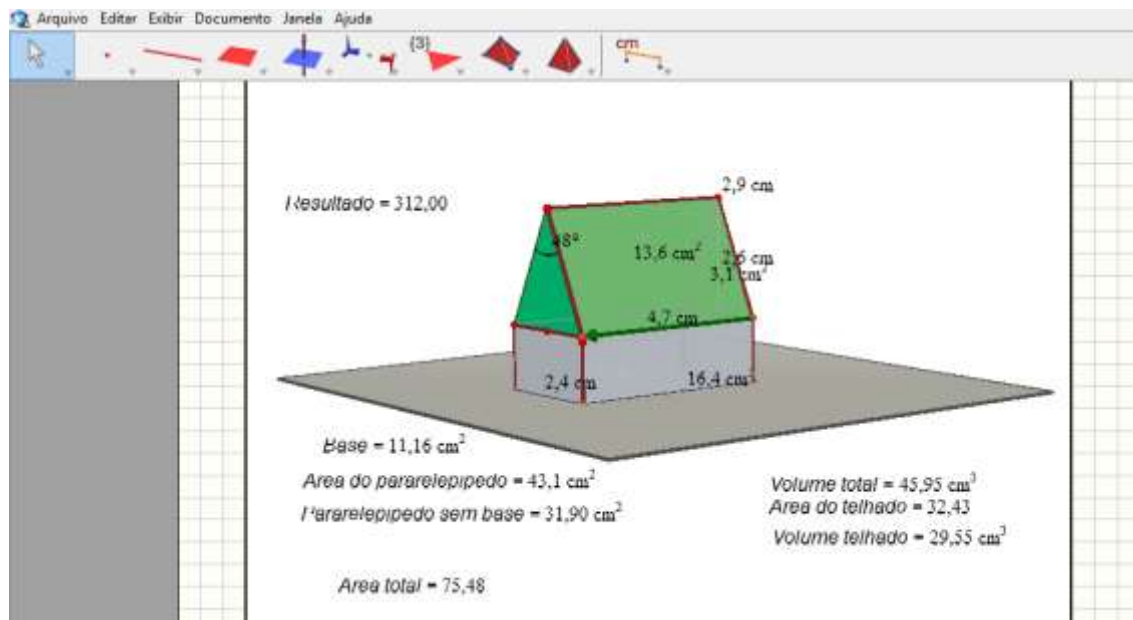 Arquivo Editar Exibir Documento Janela Ajuda
{3}
cm
2,9 cm
Resultado = 312,00
48º
13,6 cm²
2,6 cm
3,1 cm²
4,7 cm
2,4 cm
16,4 cm³
Base = 11,16 cm²
Area do pararelepipedo = 43,1 cm²
Pararelepipedo sem base = 31,90 cm²
Volume total = 45,95 cm³
Area do telhado = 32,43
Volume telhado = 29,55 cm³
Area total = 75,48